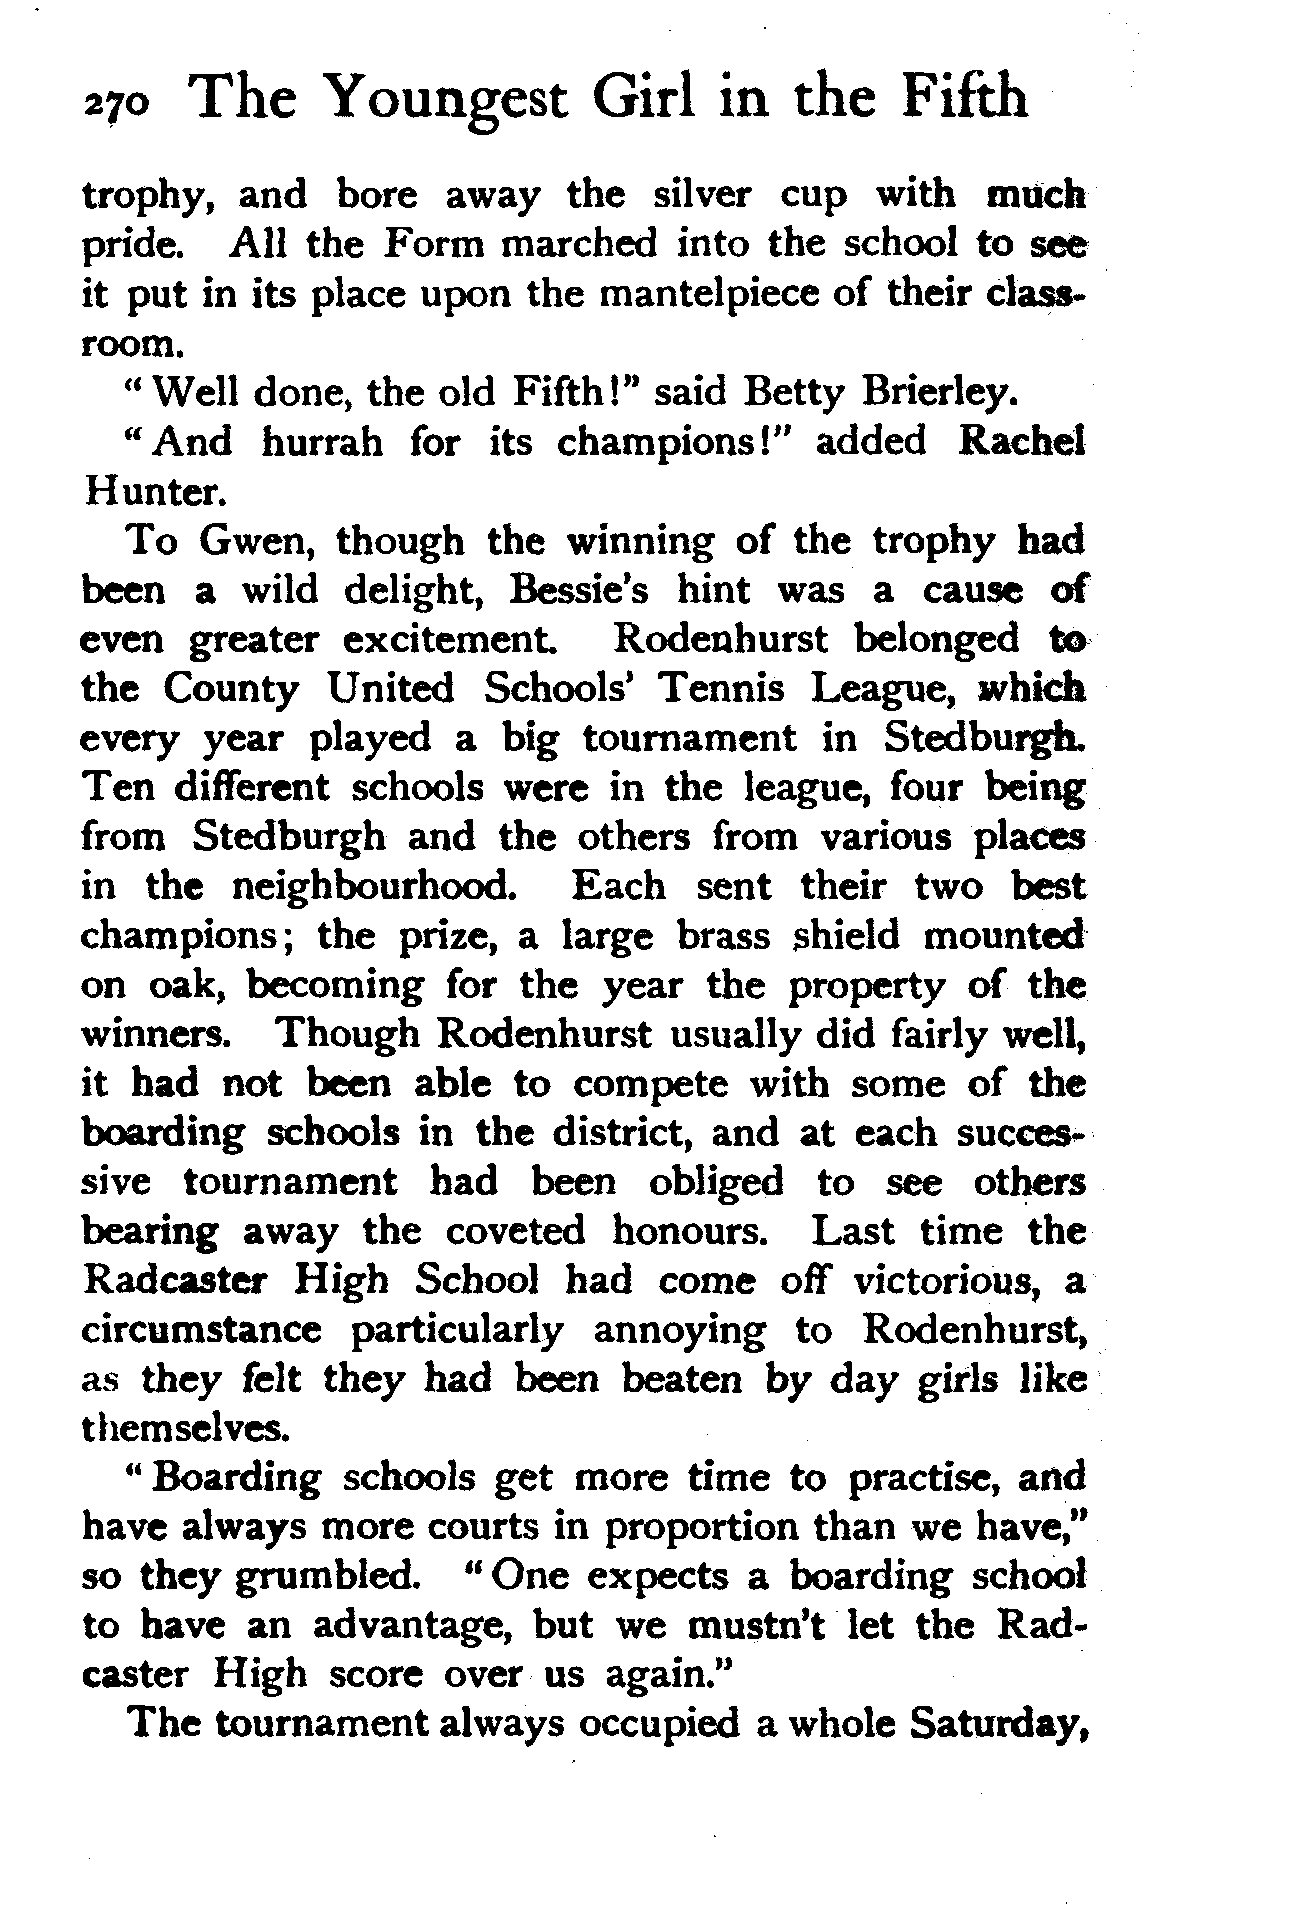 270 The Youngest Girl in the Fifth
trophy, and bore away the silver cup with much
pride. All the Form marched into the school to see
it put in its place upon the mantelpiece of their class-
room.
“Well done, the old Fifth!” said Betty Brierley.
“And hurrah for its champions!” added Rachel
Hunter.
To Gwen, though the winning of the trophy had
been a wild delight, Bessie’s hint was a cause of
even greater excitement. Rodenhurst belonged to
the County United Schools’ Tennis League, which
every year played a big tournament in Stedburgh.
Ten different schools were in the league, four being
from Stedburgh and the others from various places
in the neighbourhood. Each sent their two best
champions; the prize, a large brass shield mounted
on oak, becoming for the year the property of the
winners. Though Rodenhurst usually did fairly well,
it had not been able to compete with some of the
boarding schools in the district, and at each succes-
sive tournament had been obliged to see others
bearing away the coveted honours. Last time the
Radcaster High School had come off victorious, a
circumstance particularly annoying to Rodenhurst,
as they felt they had been beaten by day girls like
themselves.
“Boarding schools get more time to practise, and
have always more courts in proportion than we have,”
so they grumbled. “One expects a boarding school
to have an advantage, but we mustn’t let the Rad-
caster High score over us again.”
The tournament always occupied a whole Saturday,